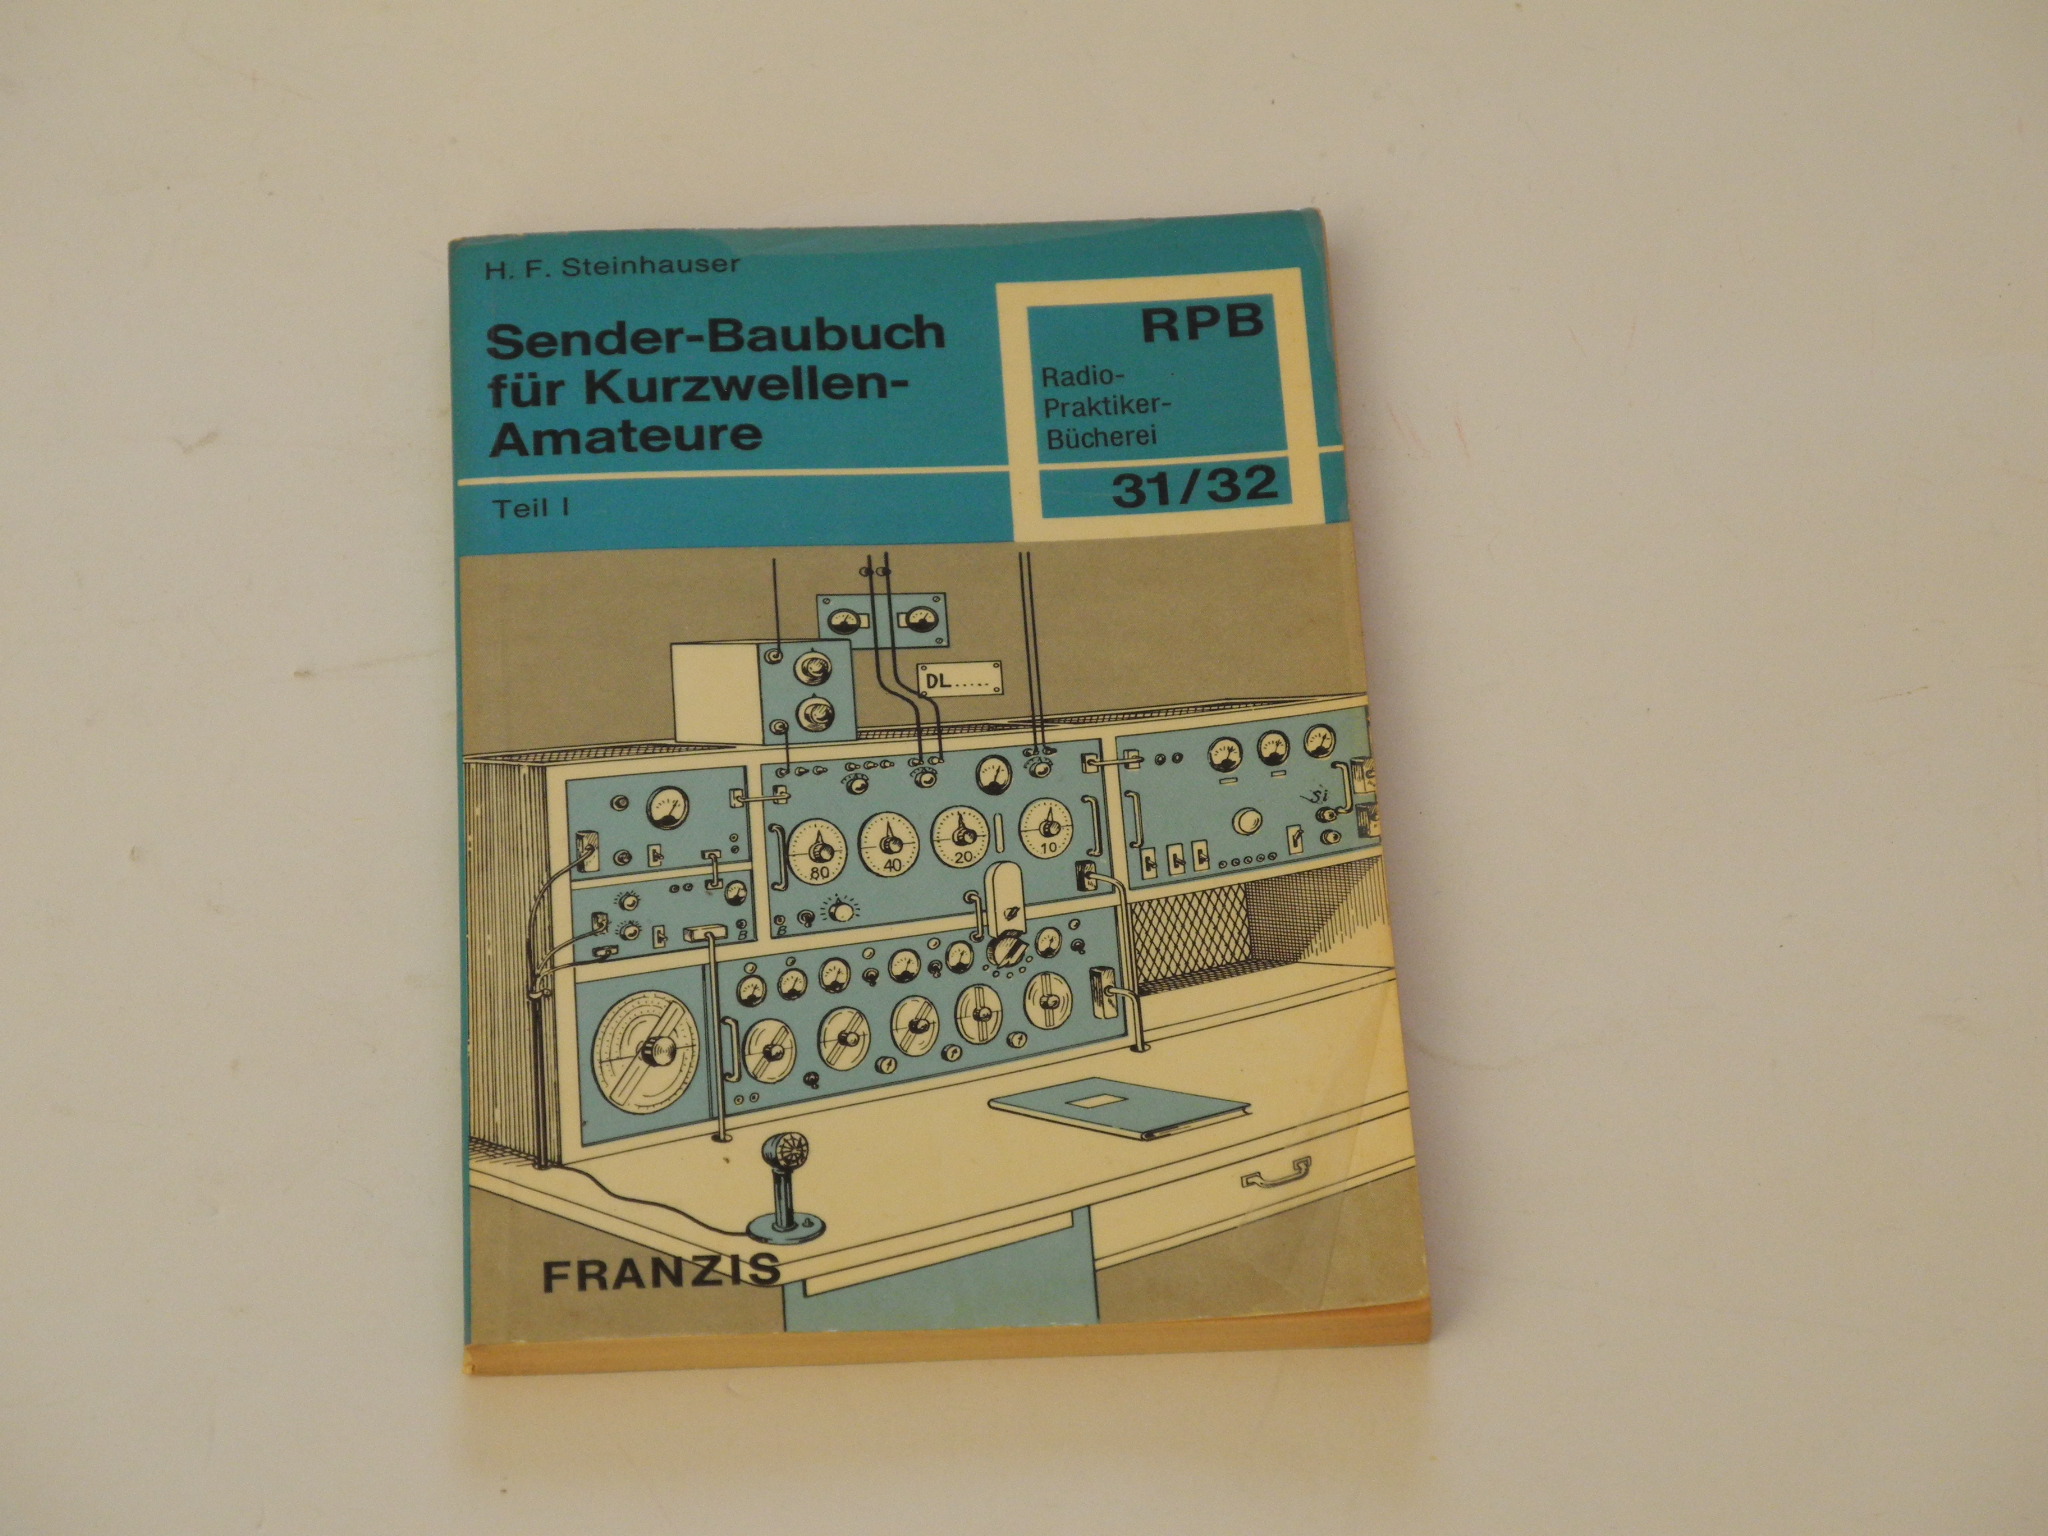 H. F. Steinhauser
Sender-Baubuch
für Kurzwellen-
Amateure
Teil I
RPB
Radio-
Praktiker-
Bücherei
31/32
DL.....
Si
80
40
20
10
B
B
FRANZIS